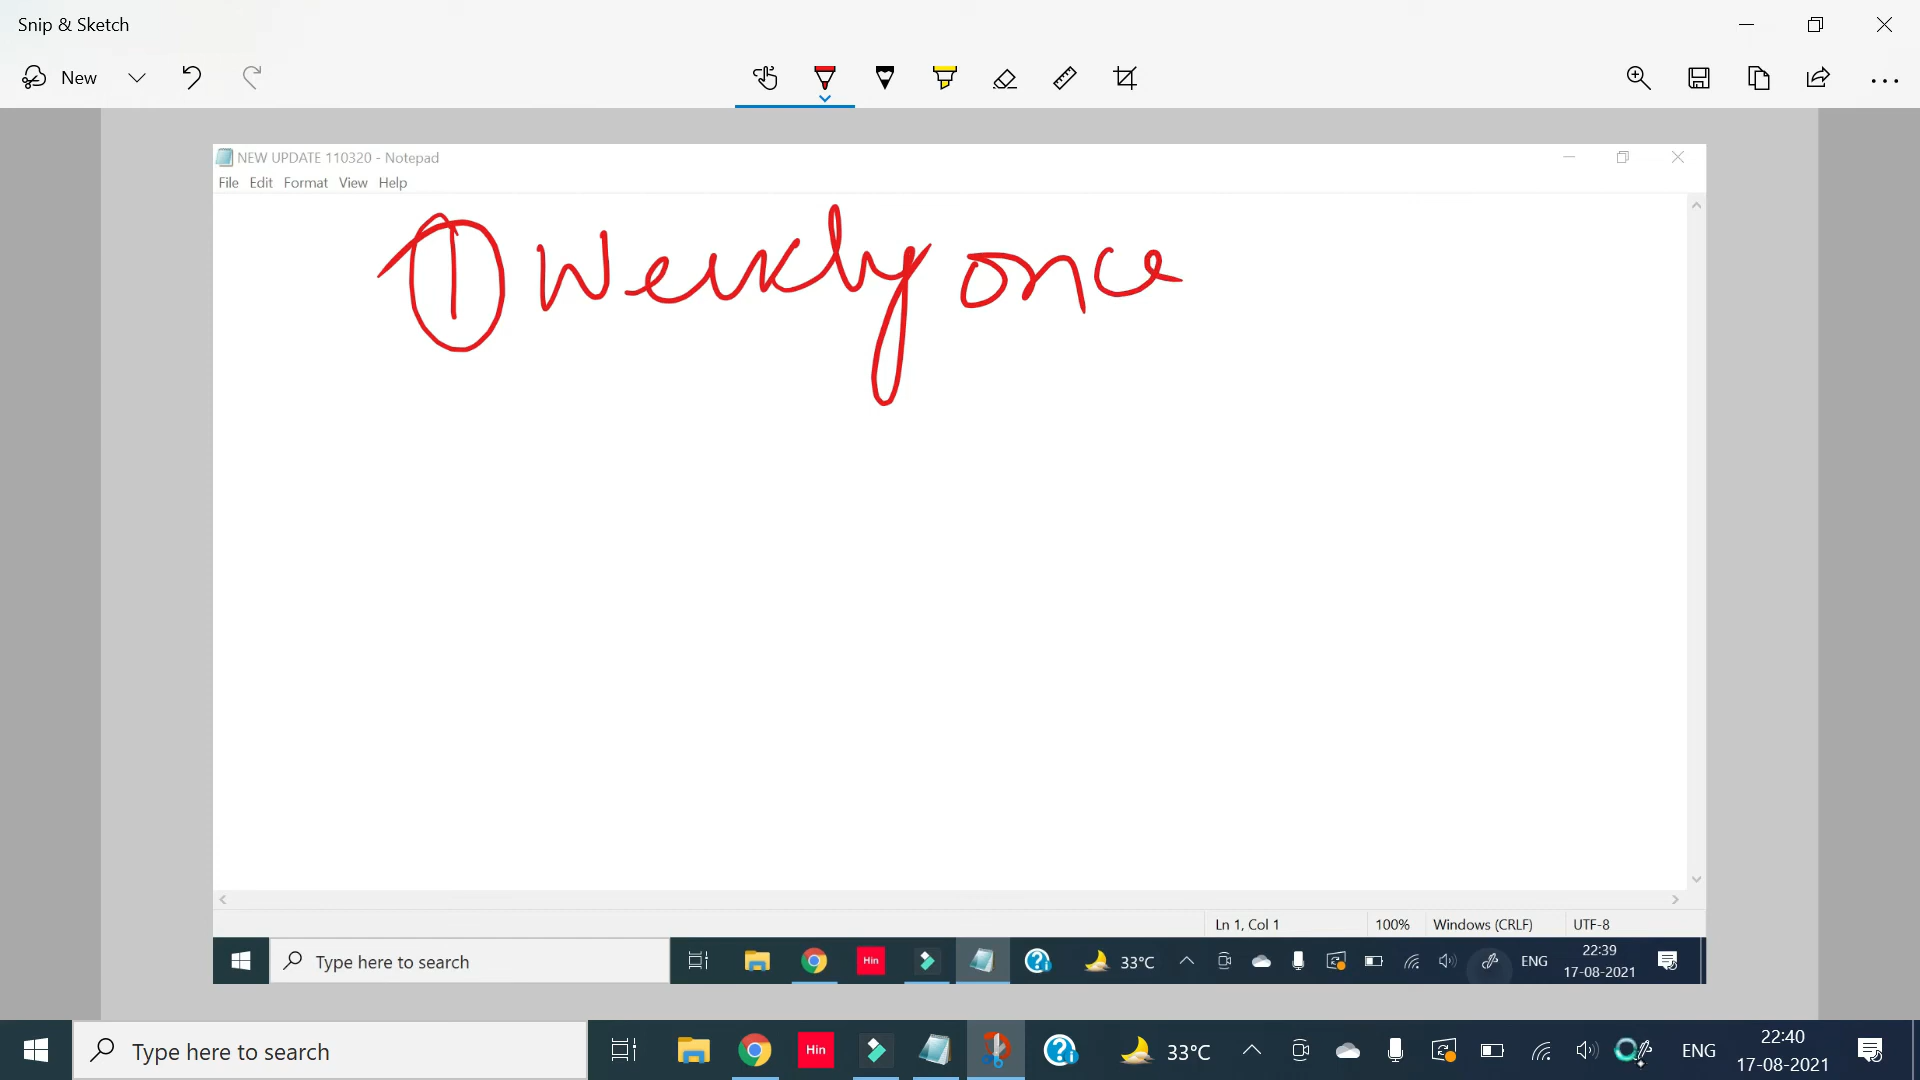 Snip & Sketch
New
NEW UPDATE 110320 - Notepad
File Edit Format View Help
① Weekly once
Ln 1, Col 1 100% Windows (CRLF) UTF-8
Type here to search Hin 33°C ENG 22:39
17-08-2021
Type here to search Hin 33°C ENG 22:40
17-08-2021